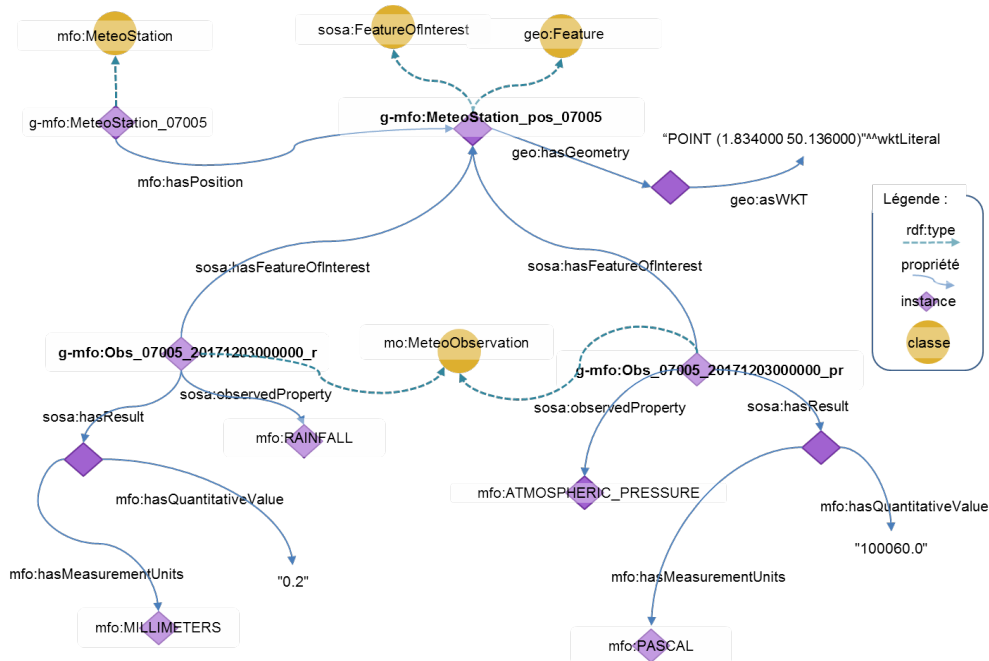 mfo:MeteoStation
sosa:FeatureOfInterest
geo:Feature
g-mfo:MeteoStation_07005
g-mfo:MeteoStation_pos_07005
mfo:hasPosition
geo:hasGeometry
"POINT (1.834000 50.136000)"^^wktLiteral
geo:asWKT
Légende :
rdf:type
propriété
instance
classe
sosa:hasFeatureOfInterest
sosa:hasFeatureOfInterest
g-mfo:Obs_07005_20171203000000_r
mo:MeteoObservation
g-mfo:Obs_07005_20171203000000_pr
sosa:hasResult
sosa:observedProperty
sosa:observedProperty
sosa:hasResult
mfo:RAINFALL
mfo:hasQuantitativeValue
mfo:ATMOSPHERIC_PRESSURE
mfo:hasQuantitativeValue
"100060.0"
mfo:hasMeasurementUnits
"0.2"
mfo:hasMeasurementUnits
mfo:MILLIMETERS
mfo:PASCAL